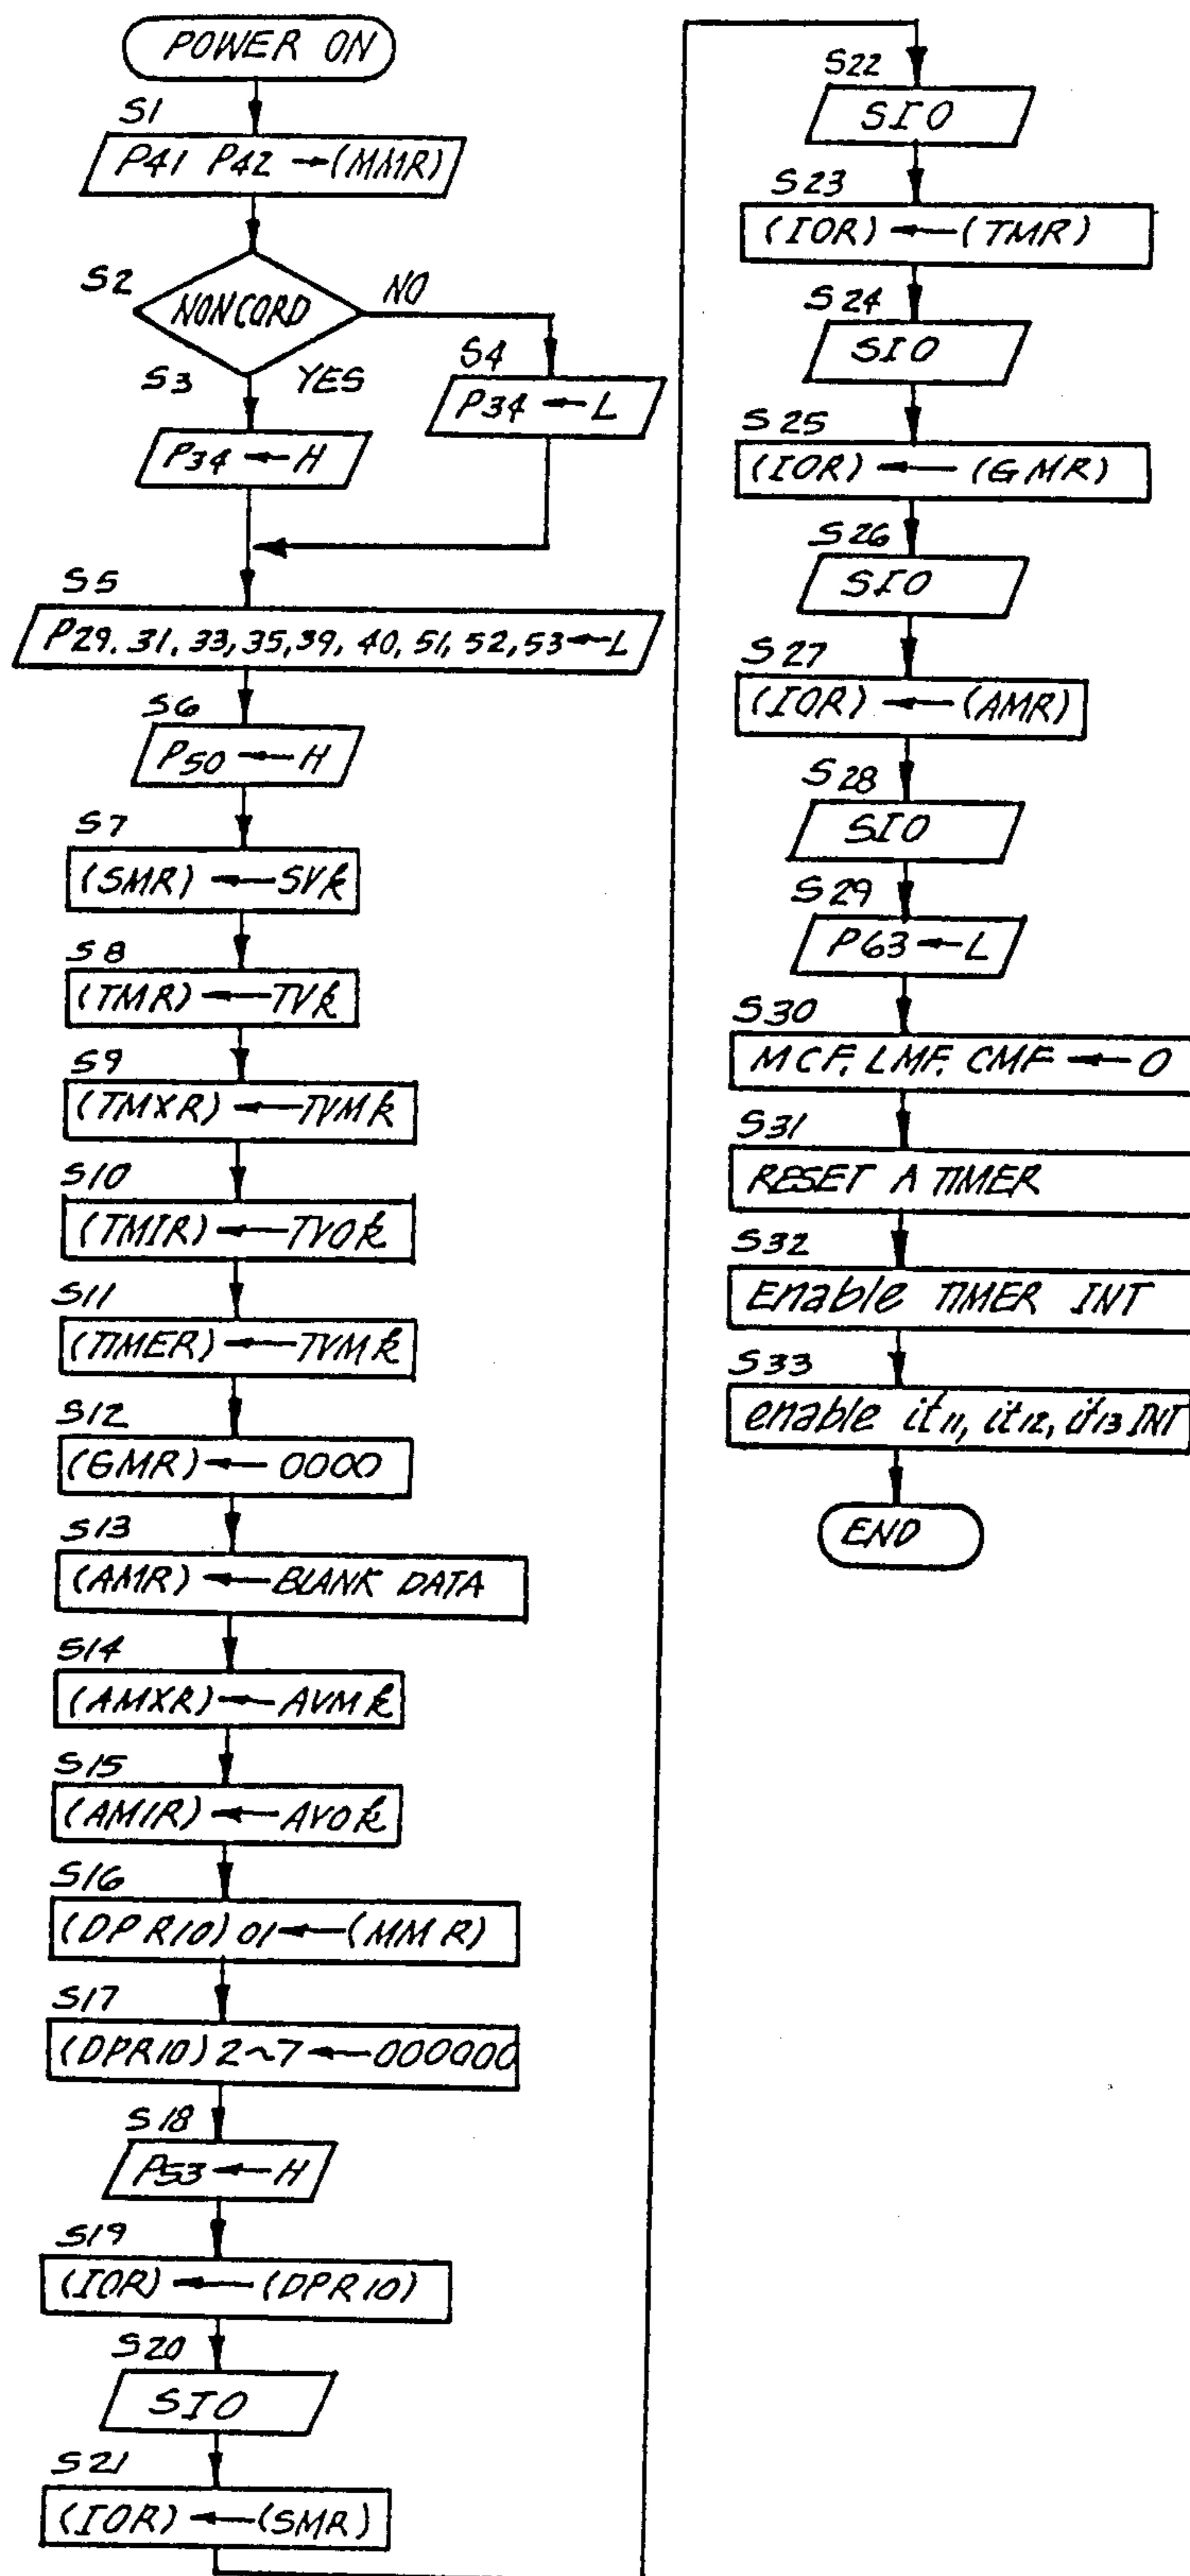 POWER ON
S1
P41 P42 → (MMR)
S2
NONCORD
NO
S3
YES
S4
P34 ← L
P34 ← H
S5
P29, 31, 33, 35, 39, 40, 51, 52, 53 ← L
S6
P50 ← H
S7
(SMR) ← SVk
S8
(TMR) ← TVk
S9
(TMXR) ← TVMk
S10
(TMIR) ← TVOk
S11
(TIMER) ← TVMk
S12
(GMR) ← 0000
S13
(AMR) ← BLANK DATA
S14
(AMXR) ← AVMk
S15
(AMIR) ← AVOk
S16
(DPR10) 01 ← (MMR)
S17
(DPR10) 2~7 ← 000000
S18
P53 ← H
S19
(IOR) ← (DPR10)
S20
SIO
S21
(IOR) ← (SMR)
S22
SIO
S23
(IOR) ← (TMR)
S24
SIO
S25
(IOR) ← (GMR)
S26
SIO
S27
(IOR) ← (AMR)
S28
SIO
S29
P63 ← L
S30
MCF, LMF, CMF ← 0
S31
RESET A TIMER
S32
Enable TIMER INT
S33
enable it11, it12, it13 INT
END